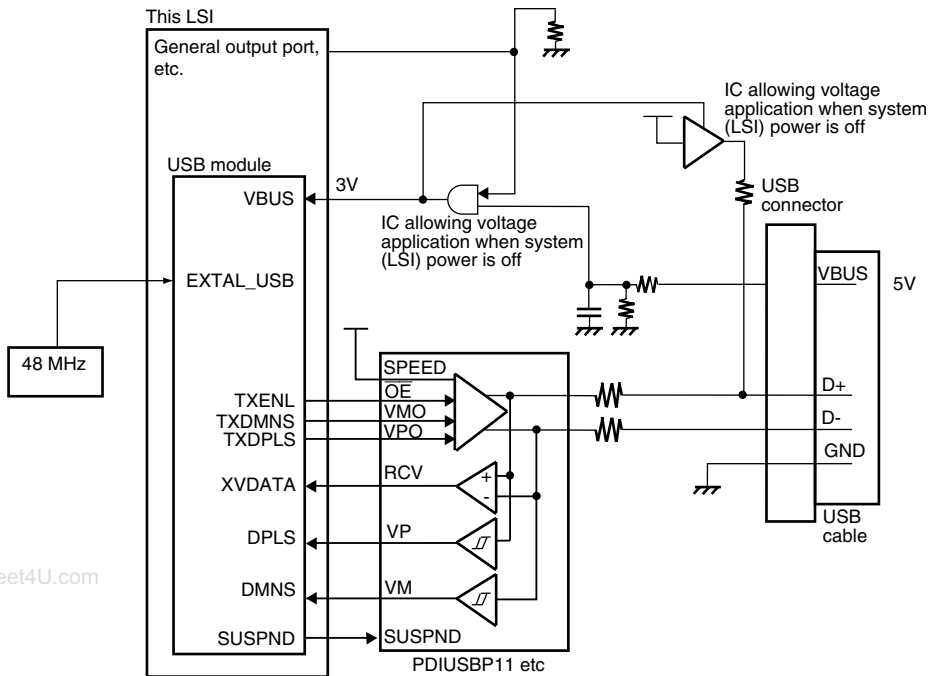 This LSI
General output port,
etc.
IC allowing voltage
application when system
(LSI) power is off
USB module
VBUS
3V
IC allowing voltage
application when system
(LSI) power is off
USB
connector
EXTAL_USB
VBUS
5V
48 MHz
SPEED
TXENL
OE
TXDMNS
VMO
TXDPLS
VPO
D+
D-
GND
XVDATA
RCV
+
-
USB
cable
DPLS
VP
eet4U.com
DMNS
VM
SUSPND
SUSPND
PDIUSBP11 etc